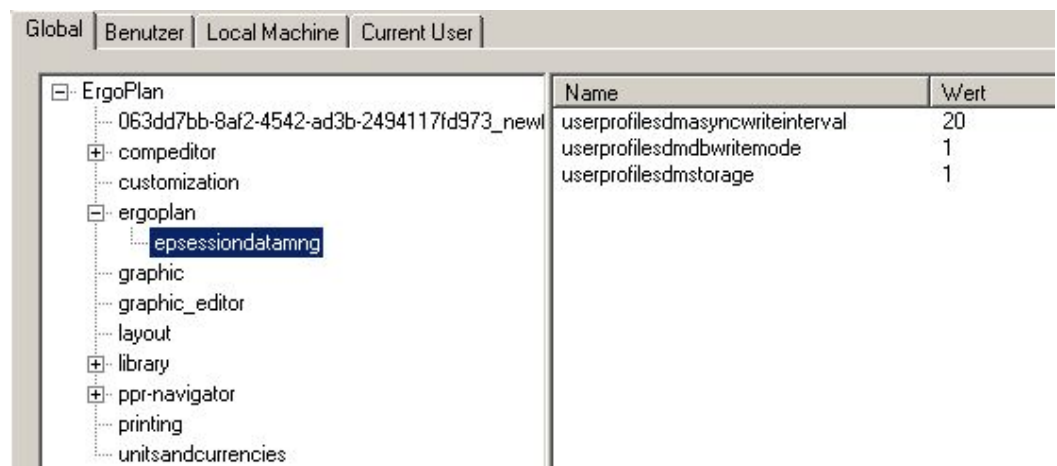 Global Benutzer Local Machine Current User
ErgoPlan
063dd7bb-8af2-4542-ad3b-2494117fd973_newl
compeditor
customization
ergoplan
epsessiondatamng
graphic
graphic_editor
layout
library
ppr-navigator
printing
unitsandcurrencies
Name Wert
userprofilesdmasyncwriteinterval 20
userprofilesdmdbwritemode 1
userprofilesdmstorage 1